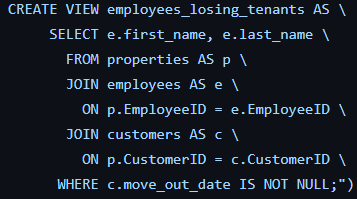 CREATE VIEW employees_losing_tenants AS \
SELECT e.first_name, e.last_name \
FROM properties AS p \
JOIN employees AS e \
ON p.EmployeeID = e.EmployeeID \
JOIN customers AS c \
ON p.CustomerID = c.CustomerID \
WHERE c.move_out_date IS NOT NULL;")